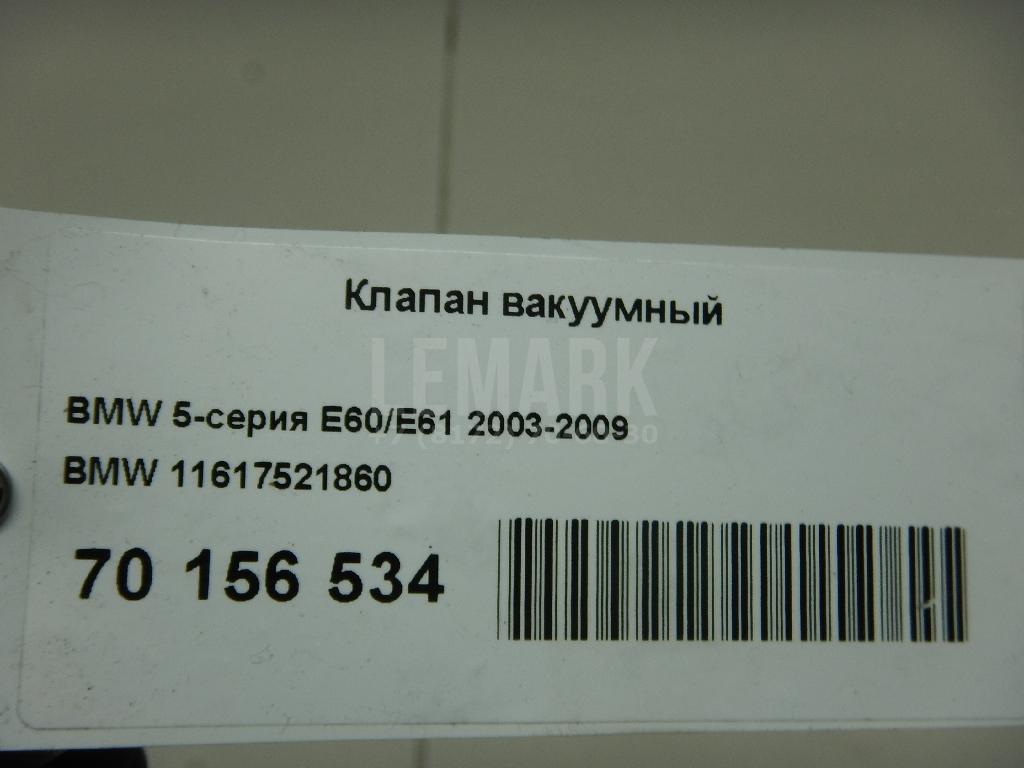 Клапан вакуумный
LEMARK
BMW 5-серия E60/E61 2003-2009
BMW 11617521860
70 156 534